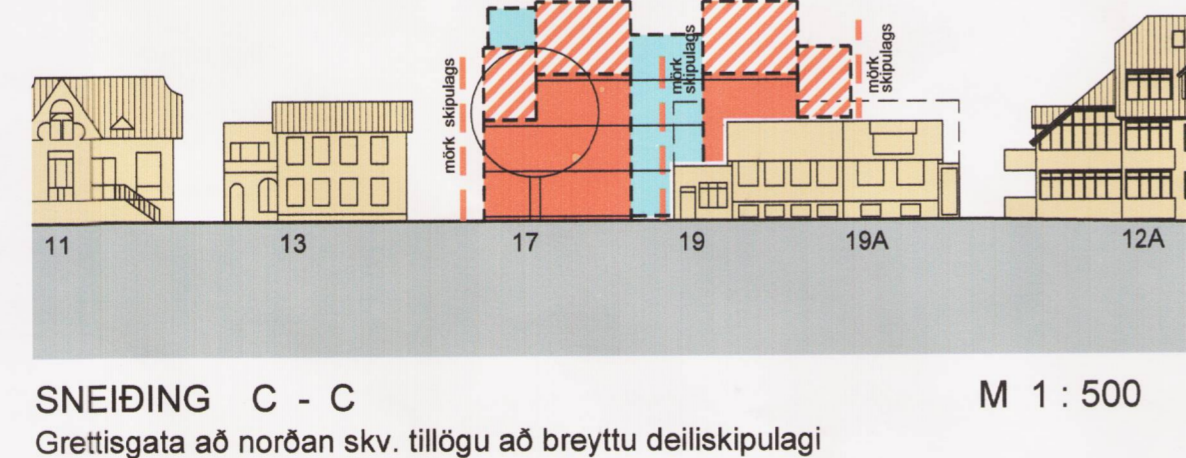 mörk skipulags
mörk
skipulags
mörk
skipulags
11 13 17 19 19A 12A
SNEIÐING C - C M 1 : 500
Grettisgata að norðan skv. tillögu að breyttu deiliskipulagi